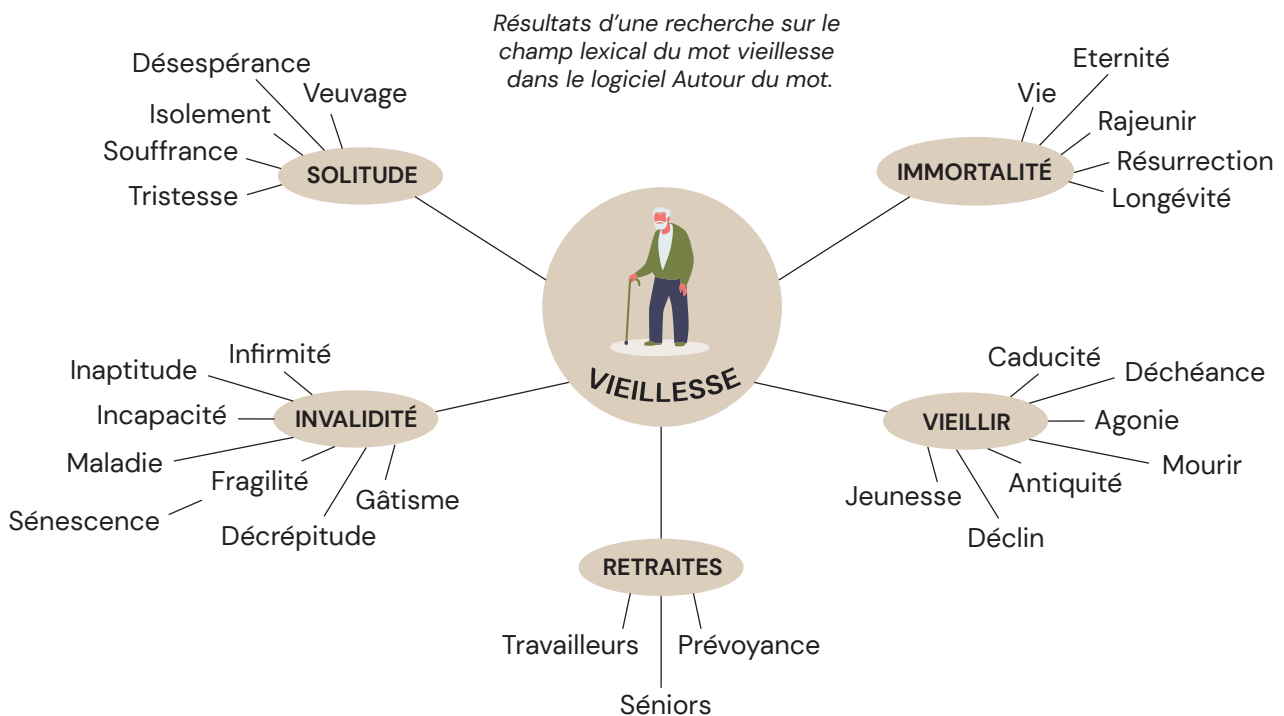 Résultats d’une recherche sur le
champ lexical du mot vieillesse
dans le logiciel Autour du mot.
Désespérance
Veuvage
Isolement
Souffrance
Tristesse
SOLITUDE
Eternité
Vie
Rajeunir
Résurrection
Longévité
IMMORTALITÉ
VIEILLESSE
Infirmité
Inaptitude
Incapacité
Maladie
Fragilité
Sénescence
Décrépitude
Gâtisme
INVALIDITÉ
Caducité
Déchéance
Agonie
Mourir
Antiquité
Jeunesse
Déclin
VIEILLIR
RETRAITES
Travailleurs
Prévoyance
Séniors